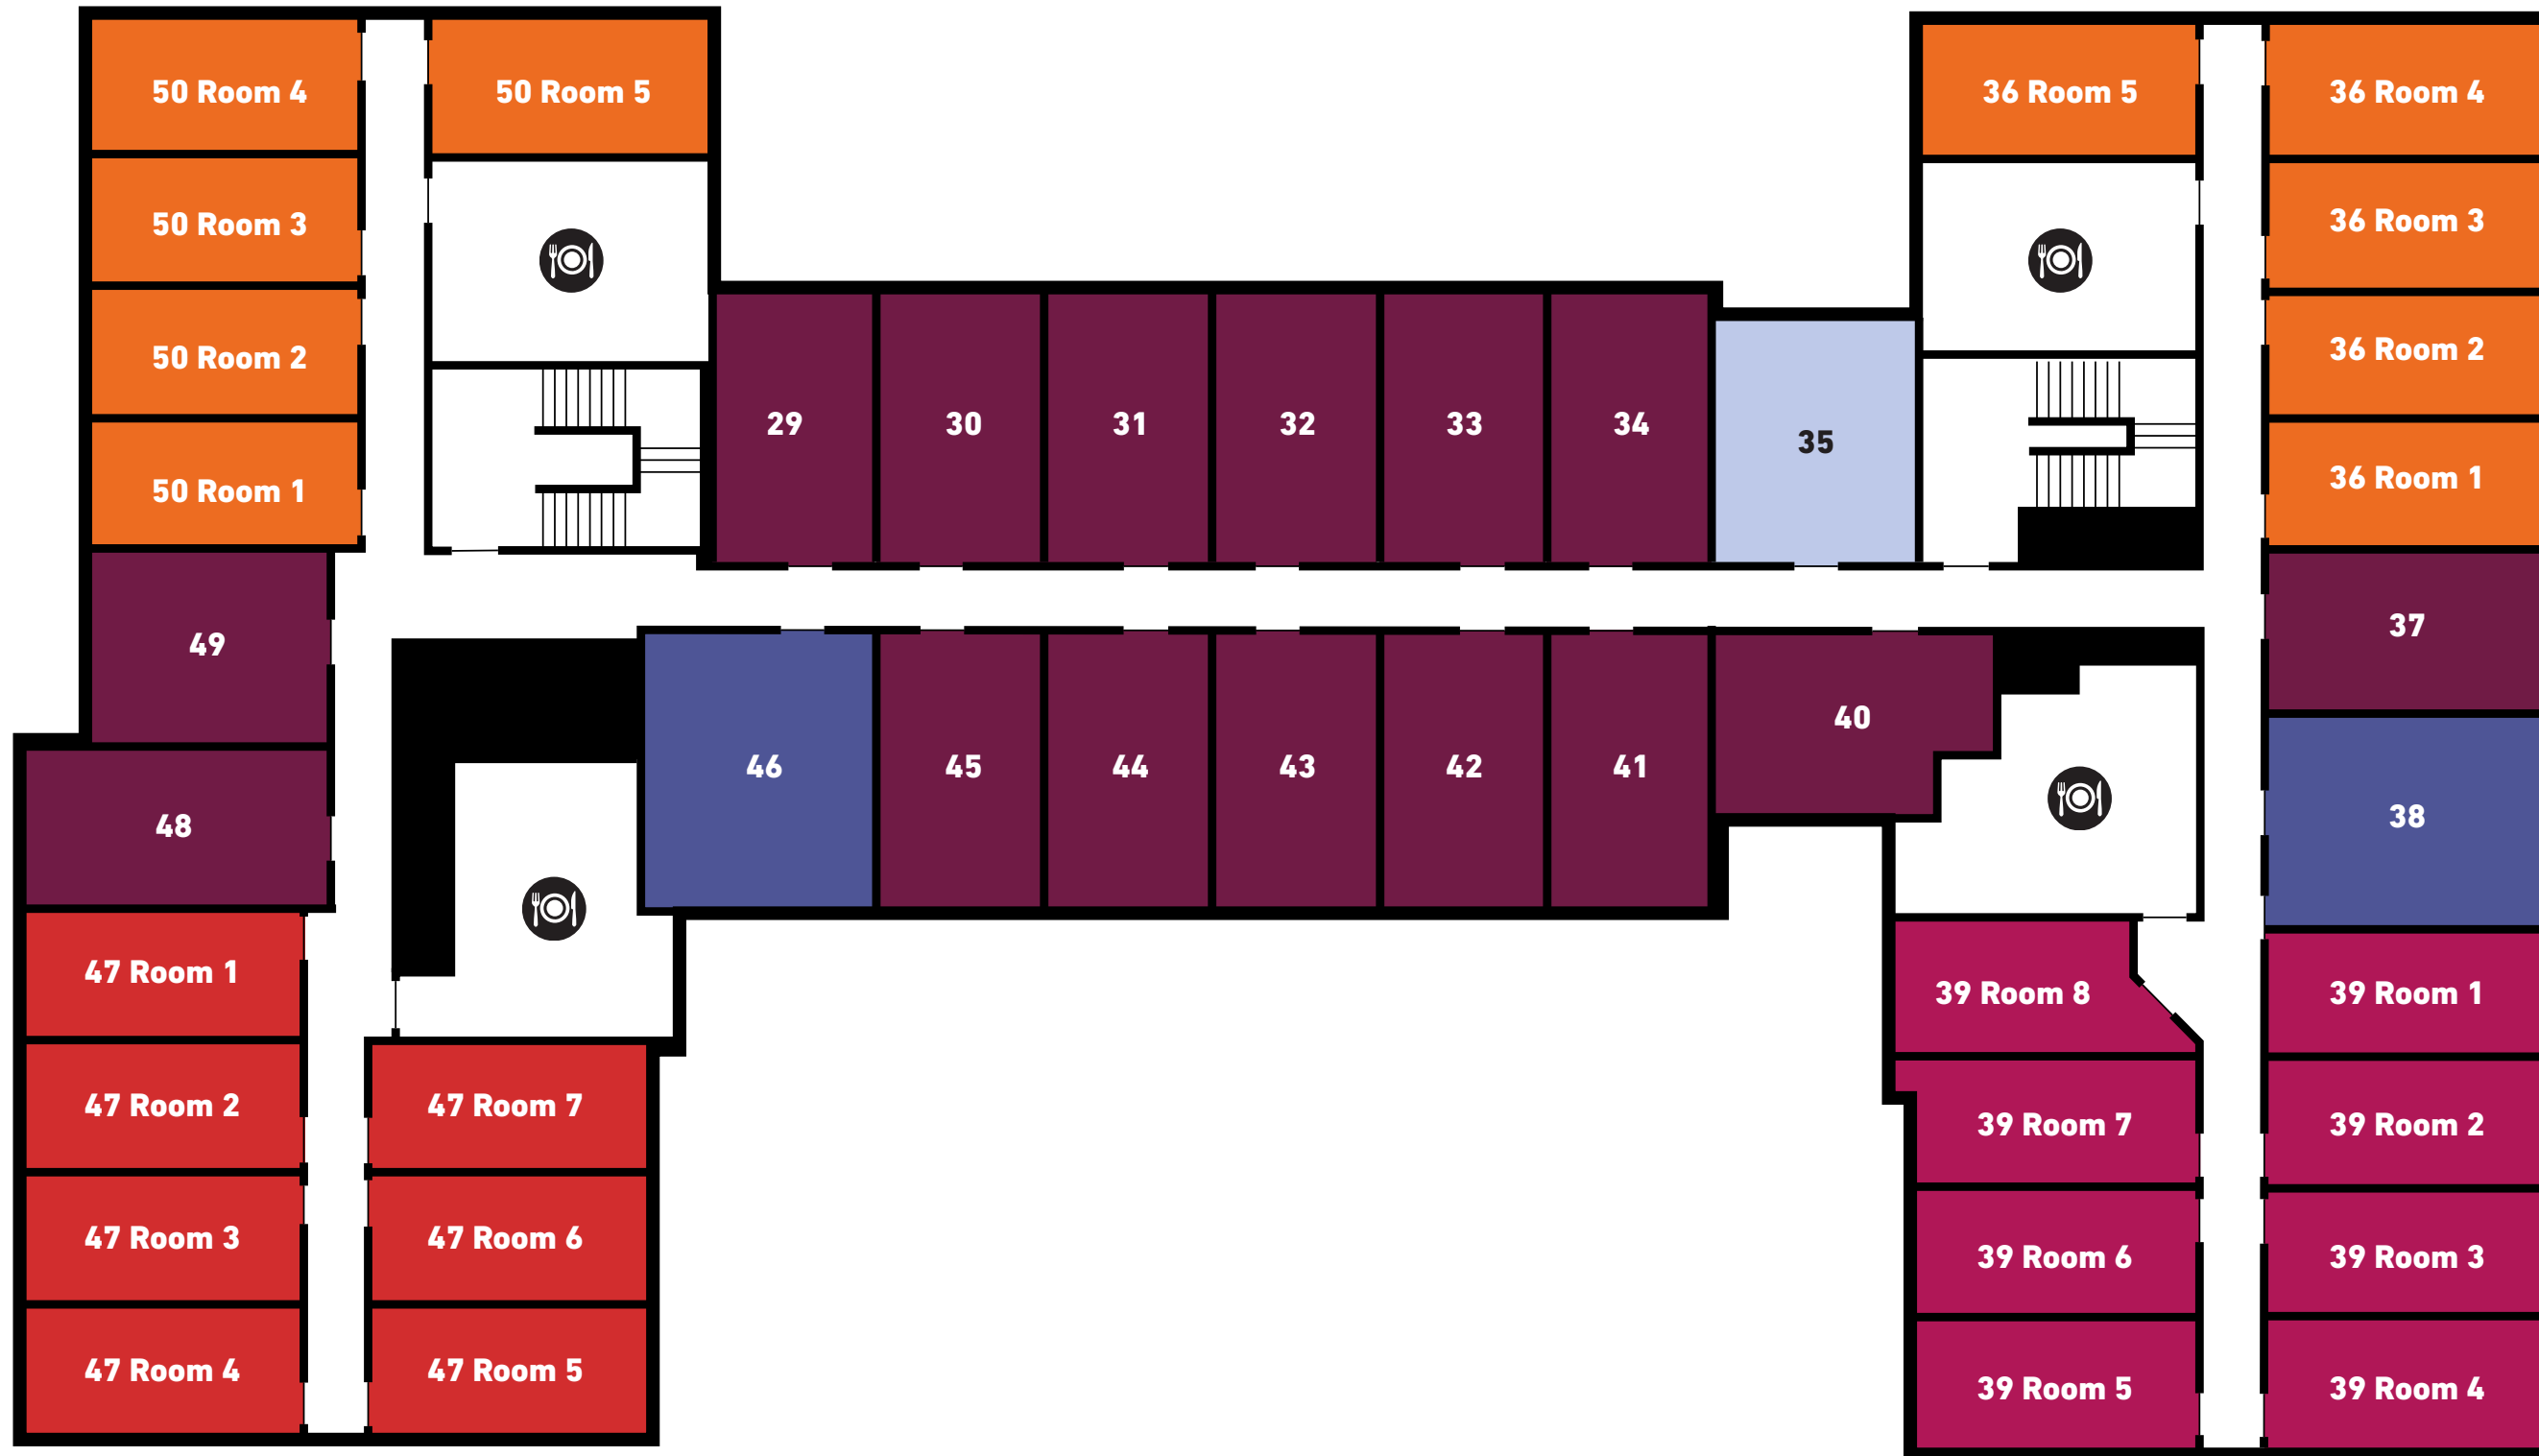 50 Room 4
50 Room 5
36 Room 5
36 Room 4
50 Room 3
36 Room 3
50 Room 2
36 Room 2
29
30
31
32
33
34
35
50 Room 1
36 Room 1
49
37
48
46
45
44
43
42
41
40
38
47 Room 1
39 Room 8
39 Room 1
47 Room 2
47 Room 7
39 Room 7
39 Room 2
47 Room 3
47 Room 6
39 Room 6
39 Room 3
47 Room 4
47 Room 5
39 Room 5
39 Room 4